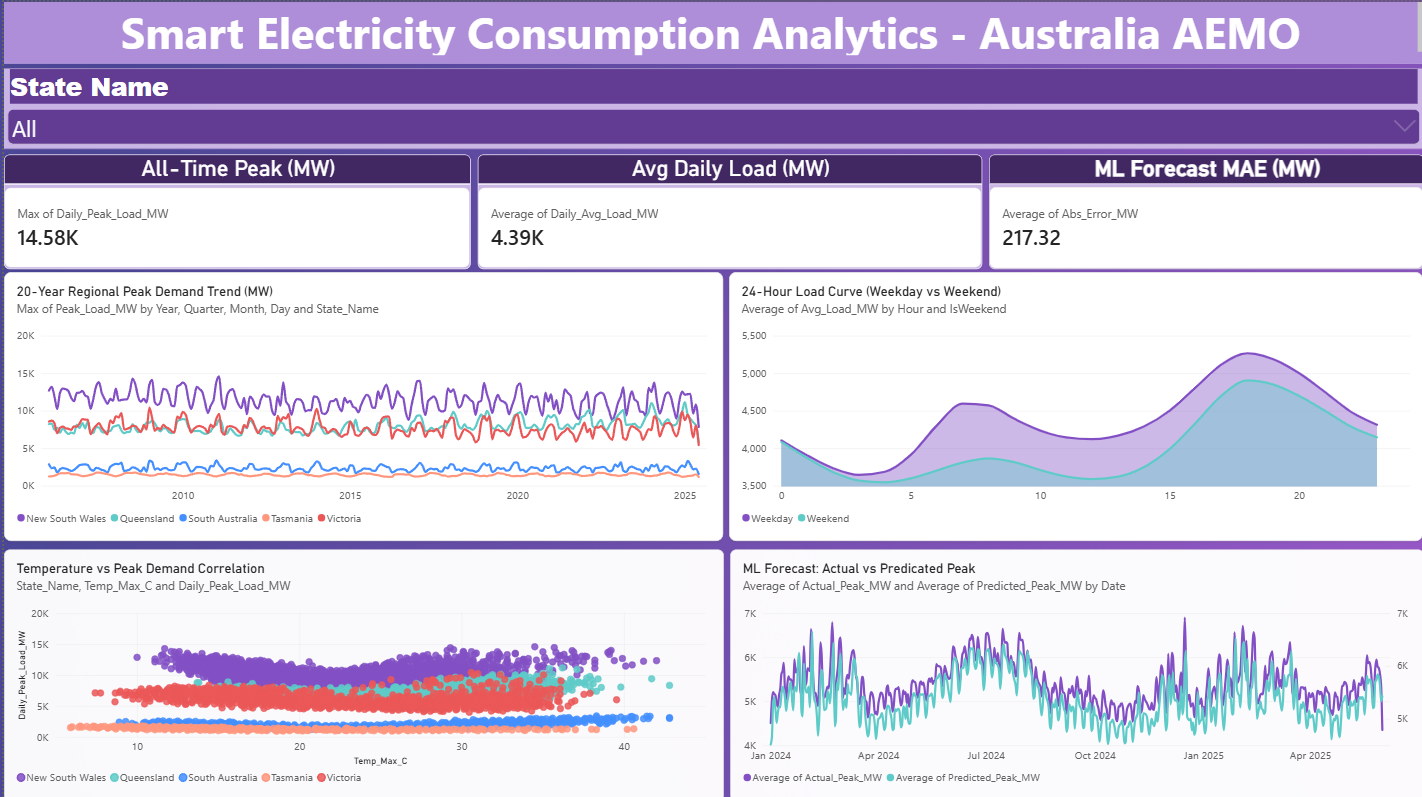 Smart Electricity Consumption Analytics - Australia AEMO
State Name
All
All-Time Peak (MW)
Max of Daily_Peak_Load_MW
14.58K
Avg Daily Load (MW)
Average of Daily_Avg_Load_MW
4.39K
ML Forecast MAE (MW)
Average of Abs_Error_MW
217.32
20-Year Regional Peak Demand Trend (MW)
Max of Peak_Load_MW by Year, Quarter, Month, Day and State_Name
20K
15K
10K
5K
0K
2010 2015 2020 2025
New South Wales Queensland South Australia Tasmania Victoria
24-Hour Load Curve (Weekday vs Weekend)
Average of Avg_Load_MW by Hour and IsWeekend
5,500
5,000
4,500
4,000
3,500
0 5 10 15 20
Weekday Weekend
Temperature vs Peak Demand Correlation
State_Name, Temp_Max_C and Daily_Peak_Load_MW
Daily_Peak_Load_MW
20K
15K
10K
5K
0K
10 20 30 40
Temp_Max_C
New South Wales Queensland South Australia Tasmania Victoria
ML Forecast: Actual vs Predicated Peak
Average of Actual_Peak_MW and Average of Predicted_Peak_MW by Date
7K 7K
6K 6K
5K 5K
4K
Jan 2024 Apr 2024 Jul 2024 Oct 2024 Jan 2025 Apr 2025
Average of Actual_Peak_MW Average of Predicted_Peak_MW